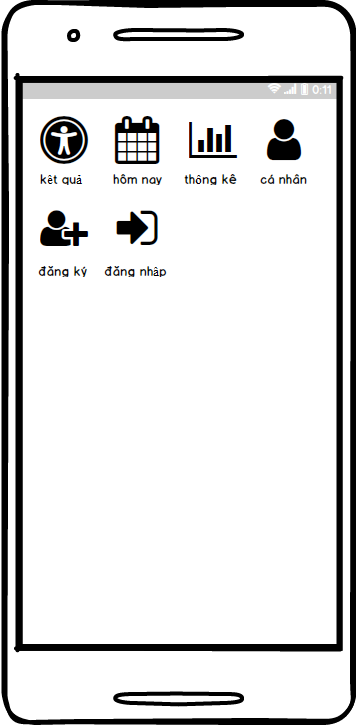 0:11
kết quả hôm nay thống kê cá nhân
đăng ký đăng nhập